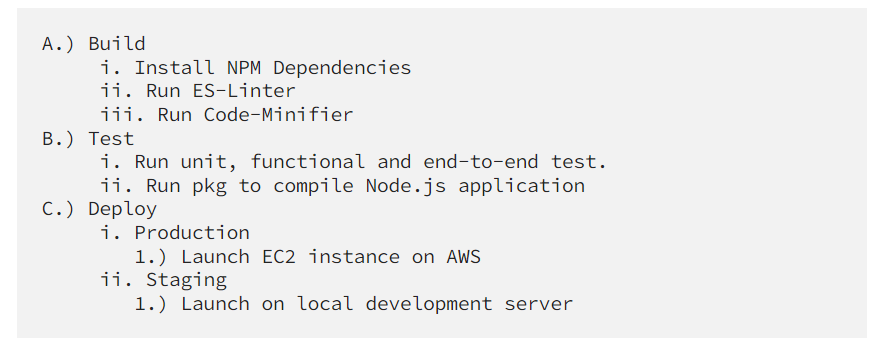 A.) Build
i. Install NPM Dependencies
ii. Run ES-Linter
iii. Run Code-Minifier
B.) Test
i. Run unit, functional and end-to-end test.
ii. Run pkg to compile Node.js application
C.) Deploy
i. Production
1.) Launch EC2 instance on AWS
ii. Staging
1.) Launch on local development server